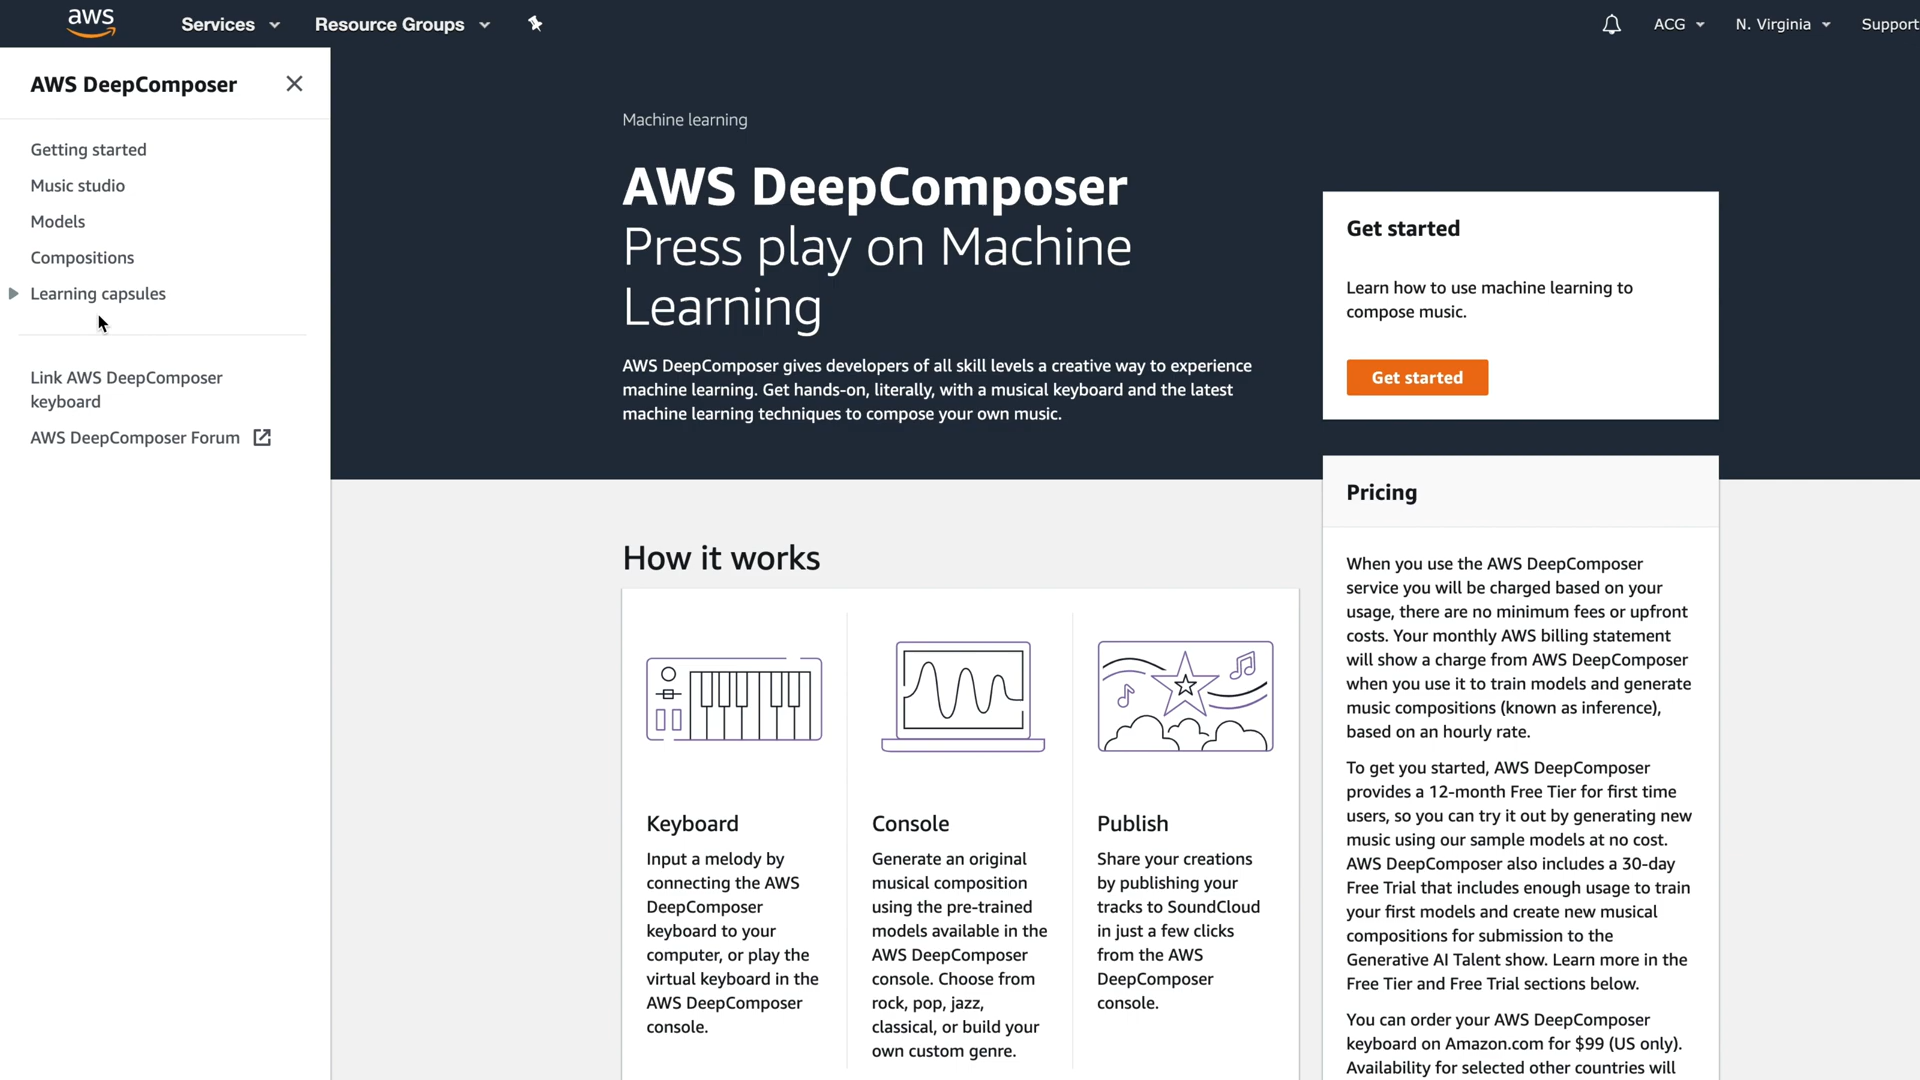 aws
Services
Resource Groups
ACG
N. Virginia
Support
AWS DeepComposer
Getting started
Music studio
Models
Compositions
Learning capsules
Link AWS DeepComposer
keyboard
AWS DeepComposer Forum
Machine learning
AWS DeepComposer
Press play on Machine
Learning
AWS DeepComposer gives developers of all skill levels a creative way to experience
machine learning. Get hands-on, literally, with a musical keyboard and the latest
machine learning techniques to compose your own music.
Get started
Learn how to use machine learning to
compose music.
Get started
How it works
Keyboard
Input a melody by
connecting the AWS
DeepComposer
keyboard to your
computer, or play the
virtual keyboard in the
AWS DeepComposer
console.
Console
Generate an original
musical composition
using the pre-trained
models available in the
AWS DeepComposer
console. Choose from
rock, pop, jazz,
classical, or build your
own custom genre.
Publish
Share your creations
by publishing your
tracks to SoundCloud
in just a few clicks
from the AWS
DeepComposer
console.
Pricing
When you use the AWS DeepComposer
service you will be charged based on your
usage, there are no minimum fees or upfront
costs. Your monthly AWS billing statement
will show a charge from AWS DeepComposer
when you use it to train models and generate
music compositions (known as inference),
based on an hourly rate.
To get you started, AWS DeepComposer
provides a 12-month Free Tier for first time
users, so you can try it out by generating new
music using our sample models at no cost.
AWS DeepComposer also includes a 30-day
Free Trial that includes enough usage to train
your first models and create new musical
compositions for submission to the
Generative AI Talent show. Learn more in the
Free Tier and Free Trial sections below.
You can order your AWS DeepComposer
keyboard on Amazon.com for $99 (US only).
Availability for selected other countries will